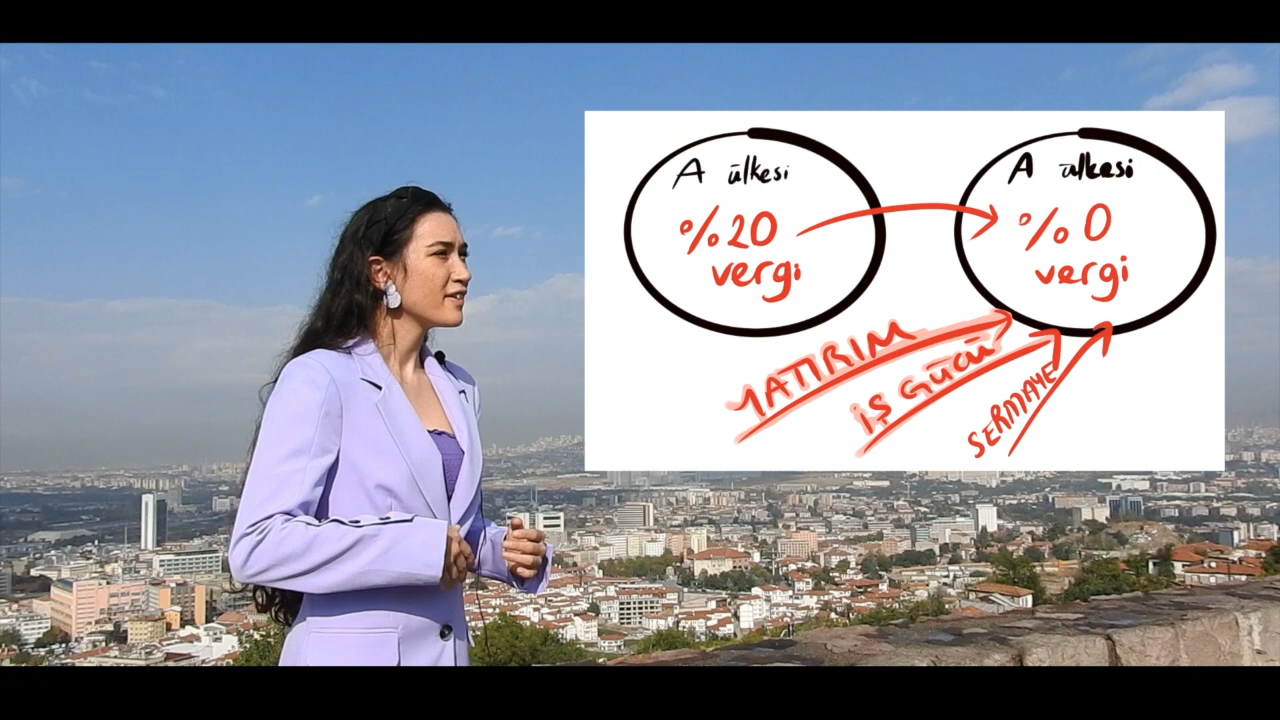 A ülkesi
%20
vergi
A ülkesi
%0
vergi
YATIRIM
İŞ GÜCÜ
SERMAYE